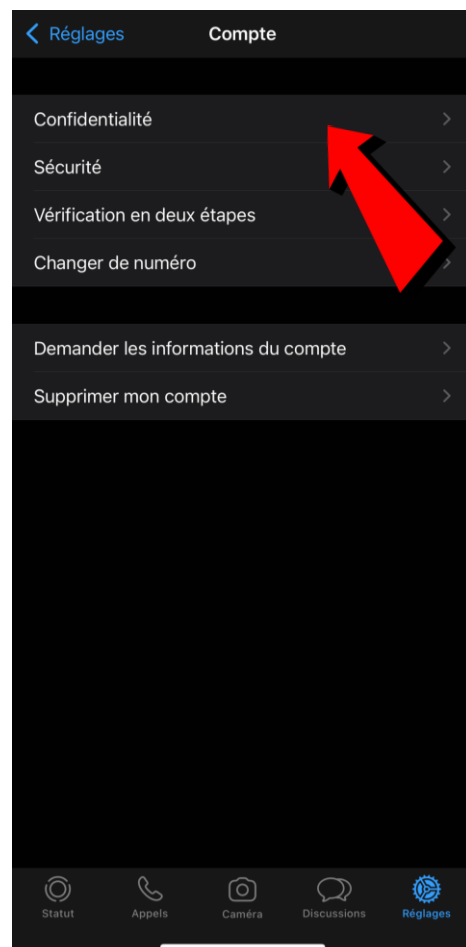 Réglages Compte
Confidentialité
Sécurité
Vérification en deux étapes
Changer de numéro
Demander les informations du compte
Supprimer mon compte
Statut Appels Caméra Discussions Réglages